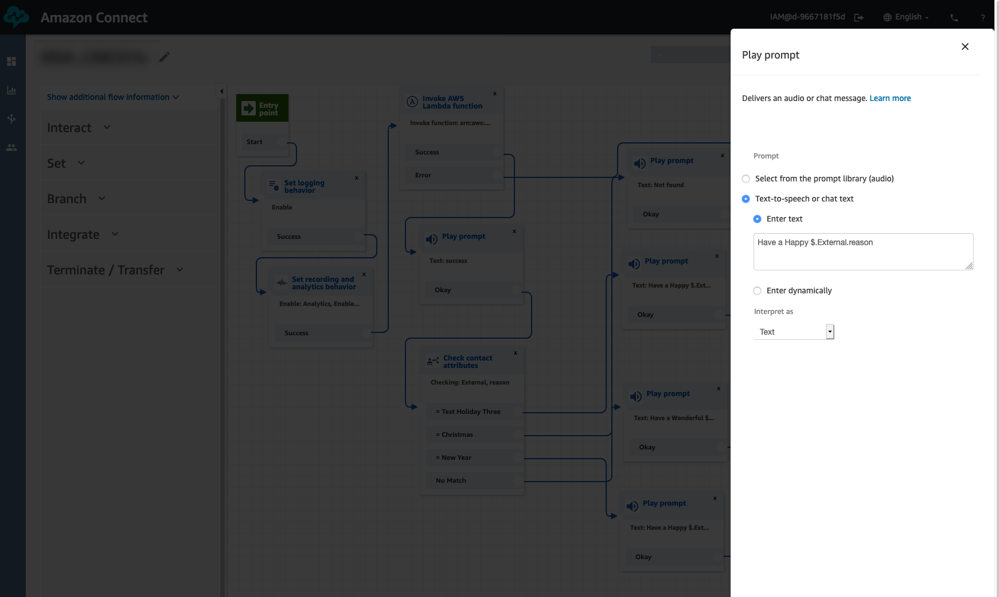 Amazon Connect
IAM@d-9667181f5d
English
?
Show additional flow information
Interact
Set
Branch
Integrate
Terminate / Transfer
Entry
point
Start
x
Set logging
behavior
Enable
Success
x
Set recording and
analytics behavior
Enable: Analytics, Enable...
Success
x
Invoke AWS
Lambda function
Invoke function: arn:aws:...
Success
Error
x
Play prompt
Text: success
Okay
x
Check contact
attributes
Checking: External, reason
= Test Holiday Three
= Christmas
= New Year
No Match
x
Play prompt
Text: Not found
Okay
x
Play prompt
Text: Have a Happy $.Ext...
Okay
x
Play prompt
Text: Have a Wonderful $...
Okay
x
Play prompt
Text: Have a Happy $.Ext...
Okay
Play prompt
Delivers an audio or chat message. Learn more
Prompt
Select from the prompt library (audio)
Text-to-speech or chat text
Enter text
Have a Happy $.External.reason
Enter dynamically
Interpret as
Text